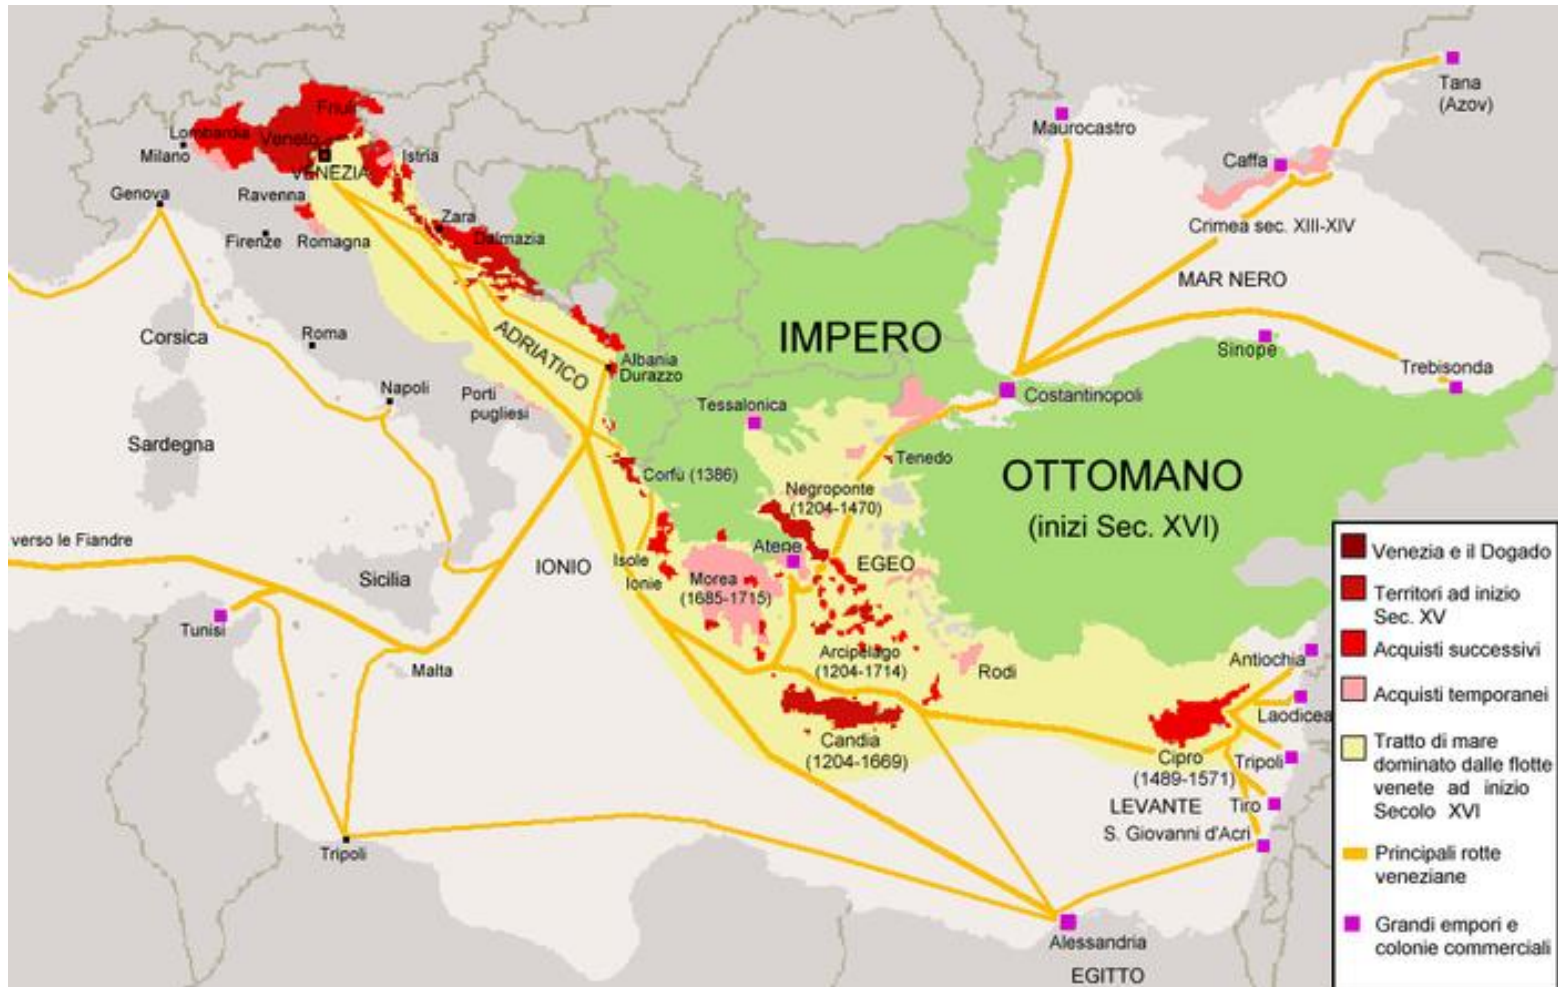 Tana
(Azov)
Maurocastro
Caffa
Crimea sec. XIII-XIV
MAR NERO
Sinope
Trebisonda
Costantinopoli
Friuli
Lombardia
Veneto
Milano
VENEZIA
Istria
Genova
Ravenna
Firenze
Romagna
Zara
Dalmazia
Corsica
Roma
ADRIATICO
IMPERO
Albania
Durazzo
Napoli
Porti
pugliesi
Tessalonica
Sardegna
Corfù (1386)
Tenedo
OTTOMANO
(inizi Sec. XVI)
Negroponte
(1204-1470)
verso le Fiandre
Sicilia
IONIO
Isole
Ionie
Atene
EGEO
Morea
(1685-1715)
Tunisi
Malta
Arcipelago
(1204-1714)
Rodi
Antiochia
Laodicea
Candia
(1204-1669)
Cipro
(1489-1571)
Tripoli
LEVANTE
Tiro
S. Giovanni d'Acri
Tripoli
Alessandria
EGITTO
Venezia e il Dogado
Territori ad inizio
Sec. XV
Acquisti successivi
Acquisti temporanei
Tratto di mare
dominato dalle flotte
venete ad inizio
Secolo XVI
Principali rotte
veneziane
Grandi empori e
colonie commerciali